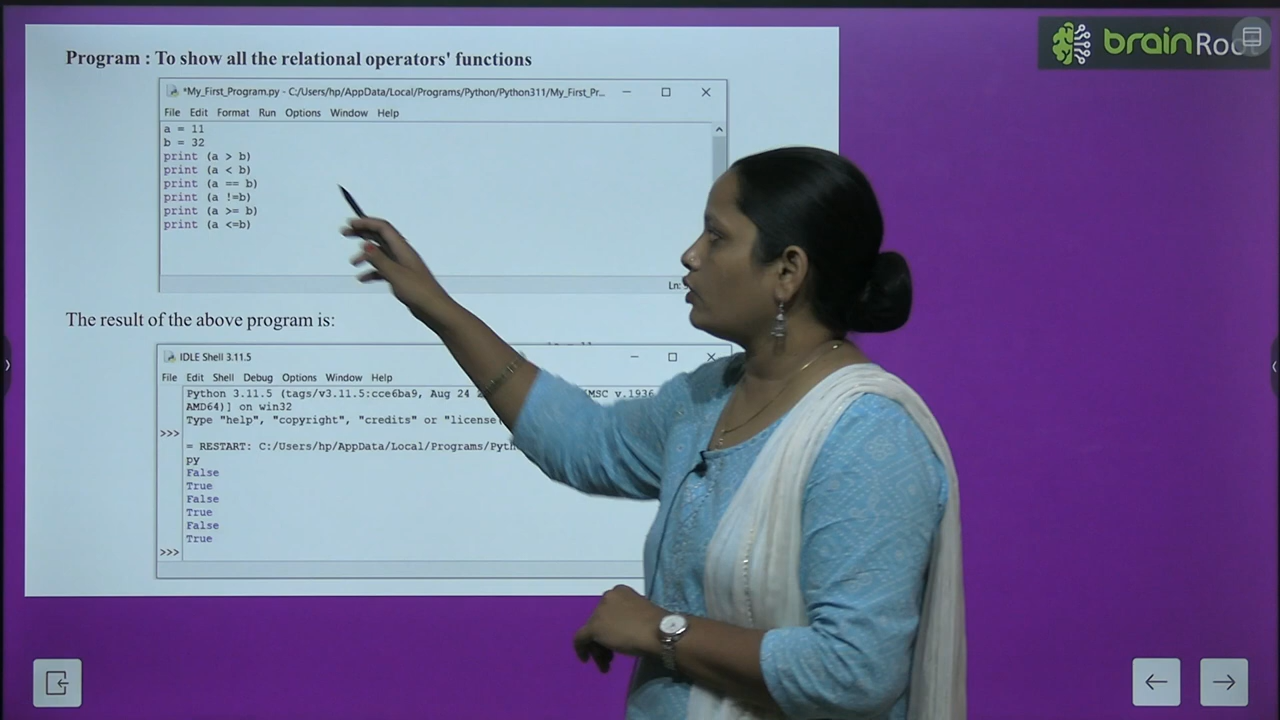 Program : To show all the relational operators' functions
brainRo
*My_First_Program.py - C:/Users/hp/AppData/Local/Programs/Python/Python311/My_First_Pr...
File Edit Format Run Options Window Help
a = 11
b = 32
print (a > b)
print (a < b)
print (a == b)
print (a !=b)
print (a >= b)
print (a <=b)
Ln:
The result of the above program is:
IDLE Shell 3.11.5
File Edit Shell Debug Options Window Help
Python 3.11.5 (tags/v3.11.5:cce6ba9, Aug 24 MSC v.1936
AMD64)] on win32
Type "help", "copyright", "credits" or "license
>>>
= RESTART: C:/Users/hp/AppData/Local/Programs/Pyth
py
False
True
False
True
False
True
>>>